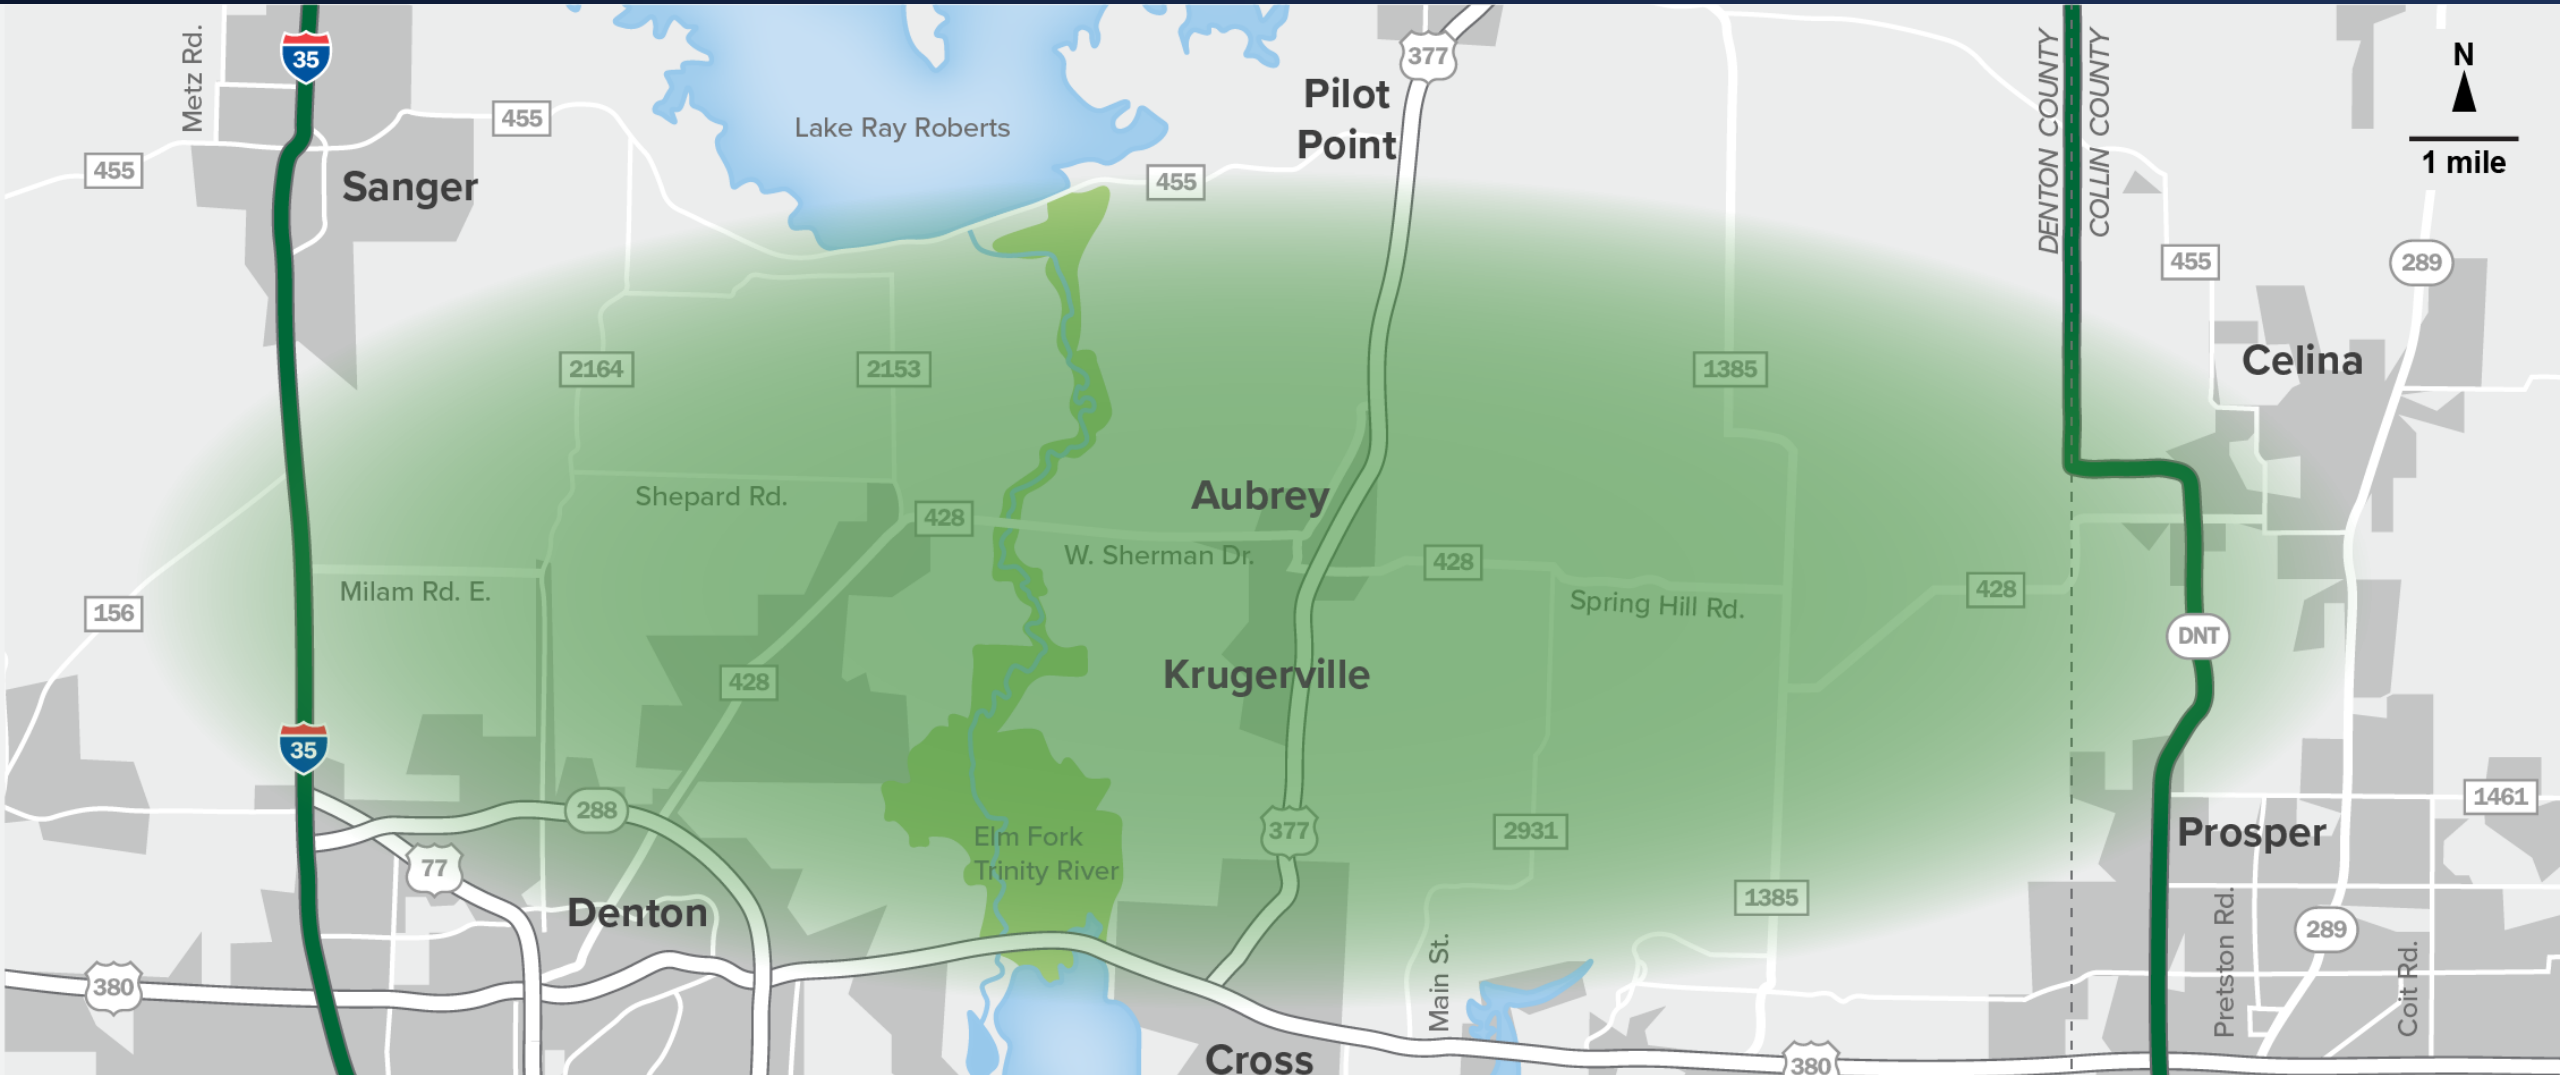 Metz Rd.
35
455
455
Sanger
Lake Ray Roberts
Pilot
Point
377
455
DENTON COUNTY
COLLIN COUNTY
N
1 mile
455
289
Celina
2164
2153
1385
Shepard Rd.
428
Aubrey
W. Sherman Dr.
428
Spring Hill Rd.
428
Milam Rd. E.
156
DNT
428
Krugerville
35
288
77
Denton
Elm Fork
Trinity River
377
2931
1385
1461
Prosper
289
Pretston Rd.
Coit Rd.
Main St.
380
Cross
380